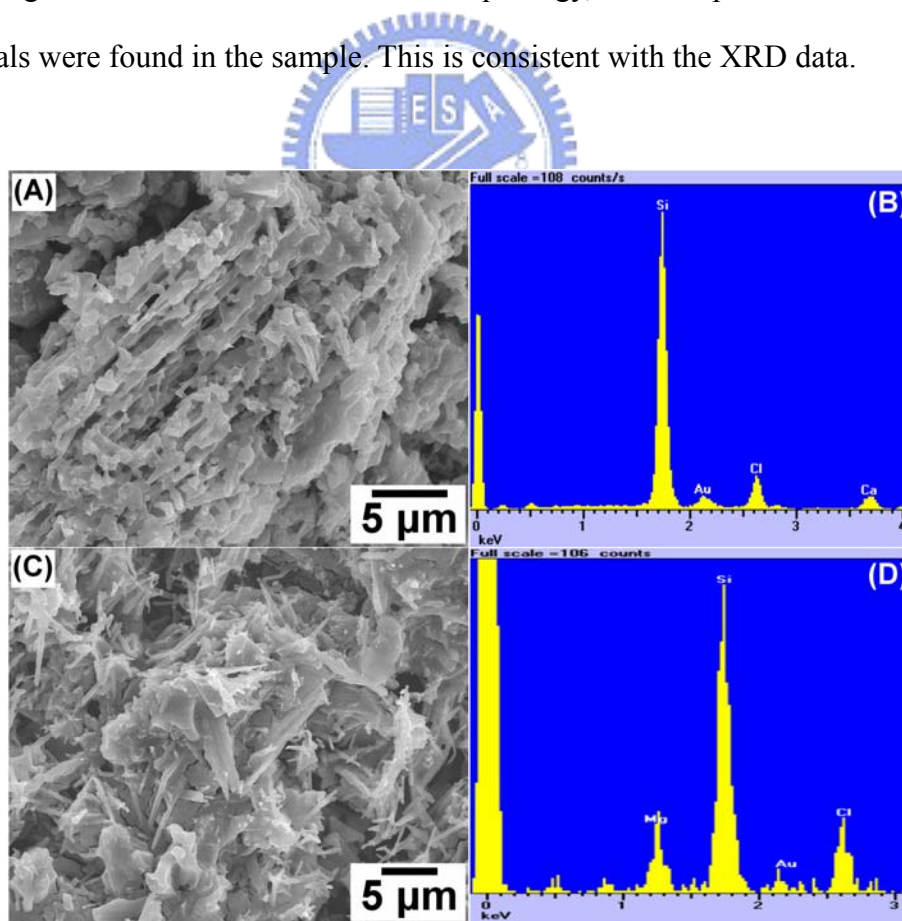 als were found in the sample. This is consistent with the XRD data.
E S A
(A)
5 µm
Full scale =108 counts/s
(B)
Si
Au
Cl
Ca
0 1 2 3 4
keV
(C)
5 µm
Full scale =106 counts
(D)
Si
Mg
Au
Cl
0 1 2 3
keV